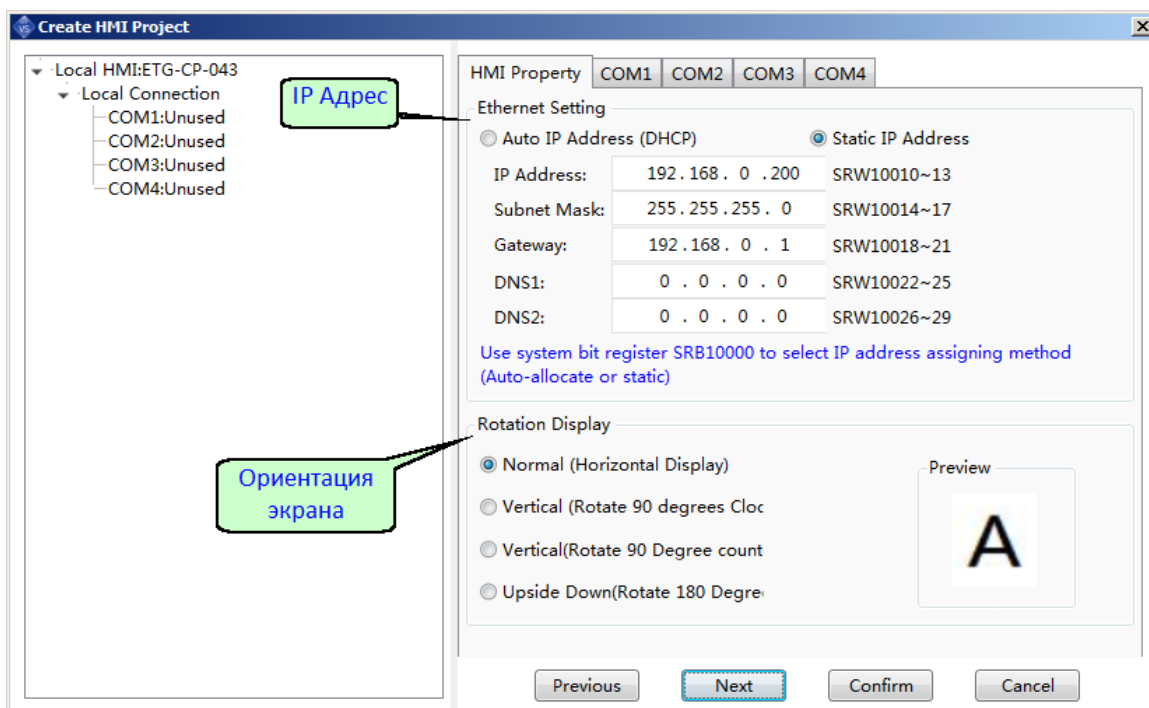 Create HMI Project
Local HMI:ETG-CP-043
Local Connection
COM1:Unused
COM2:Unused
COM3:Unused
COM4:Unused
IP Адрес
Ориентация
экрана
HMI Property COM1 COM2 COM3 COM4
Ethernet Setting
Auto IP Address (DHCP) Static IP Address
IP Address: 192.168. 0 .200 SRW10010~13
Subnet Mask: 255.255.255. 0 SRW10014~17
Gateway: 192.168. 0 . 1 SRW10018~21
DNS1: 0 . 0 . 0 . 0 SRW10022~25
DNS2: 0 . 0 . 0 . 0 SRW10026~29
Use system bit register SRB10000 to select IP address assigning method
(Auto-allocate or static)
Rotation Display
Normal (Horizontal Display)
Vertical (Rotate 90 degrees Cloc
Vertical(Rotate 90 Degree count
Upside Down(Rotate 180 Degre
Preview
A
Previous Next Confirm Cancel